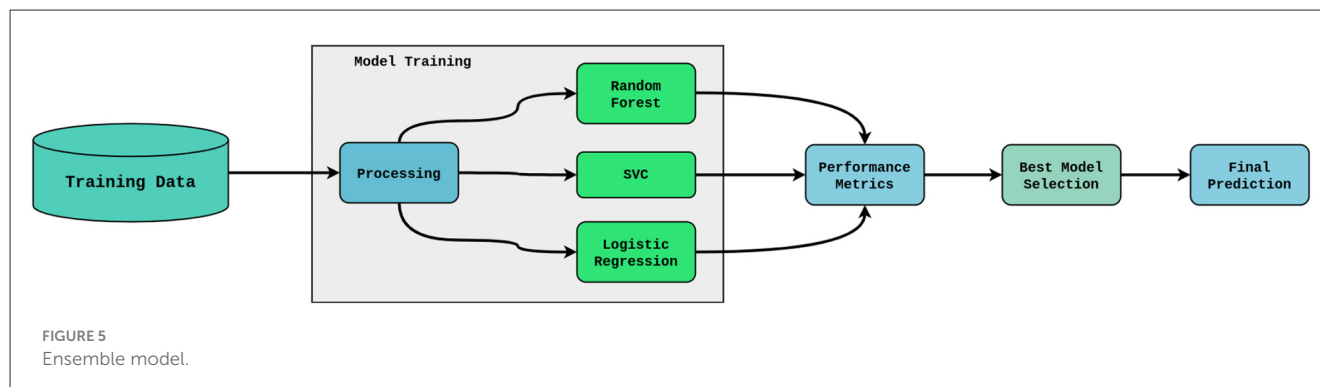 Model Training
Training Data
Processing
Random
Forest
SVC
Logistic
Regression
Performance
Metrics
Best Model
Selection
Final
Prediction
FIGURE 5
Ensemble model.